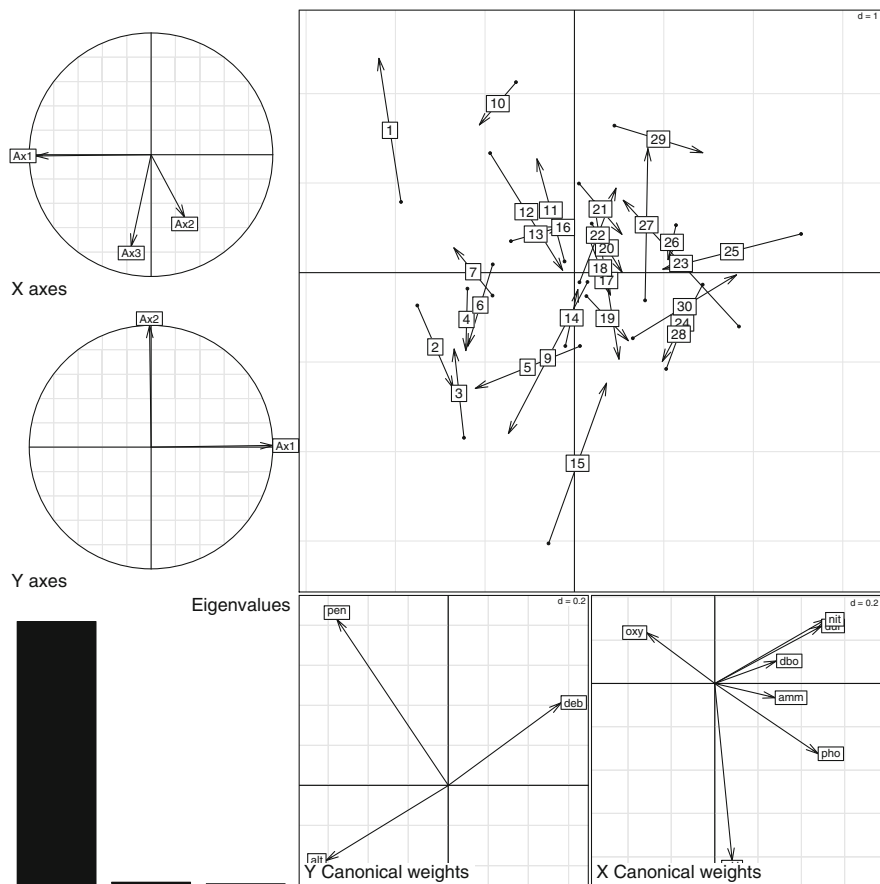 Ax1
Ax2
Ax3
X axes
Ax2
Ax1
Y axes
Eigenvalues
d = 1
1
10
29
12
11
21
13
16
27
22
26
20
25
7
23
18
17
6
30
4
14
19
24
28
2
9
5
3
15
d = 0.2
pen
deb
alt
Y Canonical weights
d = 0.2
oxy
nit
dbo
amm
pho
X Canonical weights